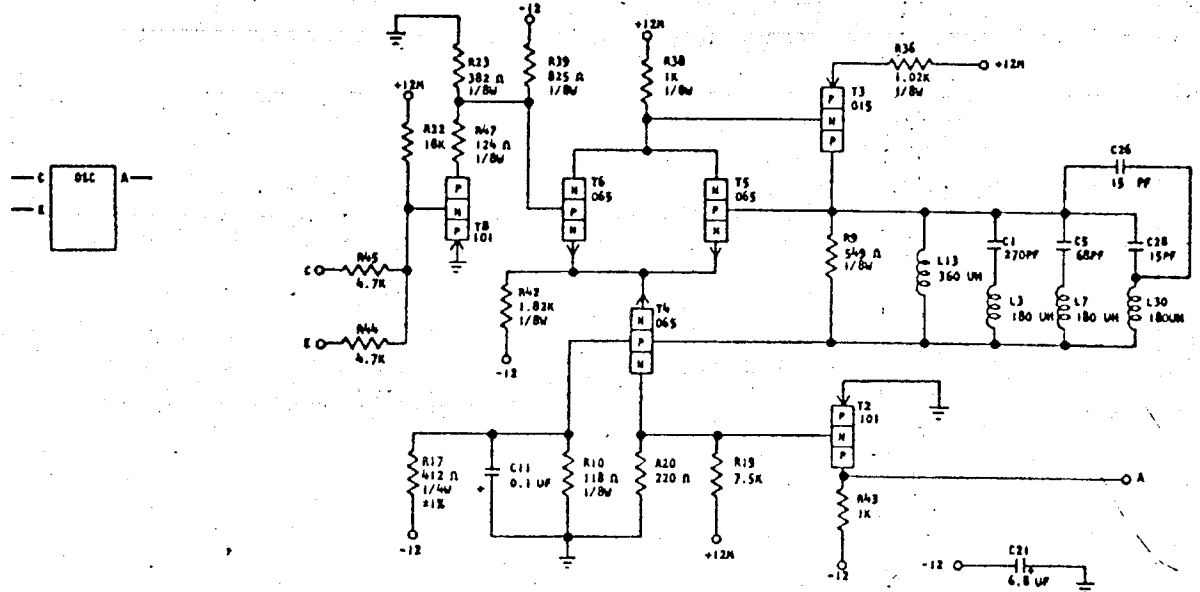 C OSC A
E
-12
R23
382 Ω
1/8W
R39
825 Ω
1/8W
+12M
R38
1K
1/8W
R36
1.02K
1/8W
+12M
+12M
R22
18K
R47
124 Ω
1/8W
P
N
P
T3
015
P
N
P
T8
101
N
P
N
T6
065
N
P
N
T5
065
C26
15 PF
C R45
4.7K
E R44
4.7K
R9
549 Ω
1/8W
L13
360 UH
C1
270PF
C5
68PF
C28
15PF
L3
180 UH
L7
180 UH
L30
180UH
R42
1.82K
1/8W
-12
N
P
N
T4
065
P
N
P
T2
101
R17
412 Ω
1/4W
±1%
-12
C11
0.1 UF
+
R10
118 Ω
1/8W
R20
220 Ω
R19
7.5K
+12M
A
R43
1K
-12
-12
C21
+
6.8 UF